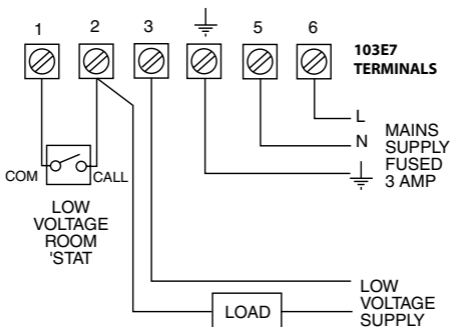 1 2 3 5 6
103E7
TERMINALS
L
N
MAINS
SUPPLY
FUSED
3 AMP
COM
CALL
LOW
VOLTAGE
ROOM
'STAT
LOAD
LOW
VOLTAGE
SUPPLY